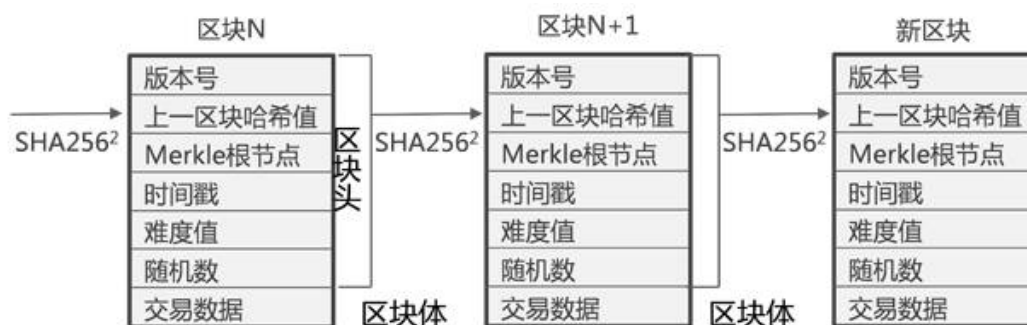 区块N
版本号
上一区块哈希值
Merkle根节点
时间戳
难度值
随机数
交易数据
SHA256²
区块头
区块体
区块N+1
版本号
上一区块哈希值
Merkle根节点
时间戳
难度值
随机数
交易数据
SHA256²
区块体
新区块
版本号
上一区块哈希值
Merkle根节点
时间戳
难度值
随机数
交易数据
SHA256²